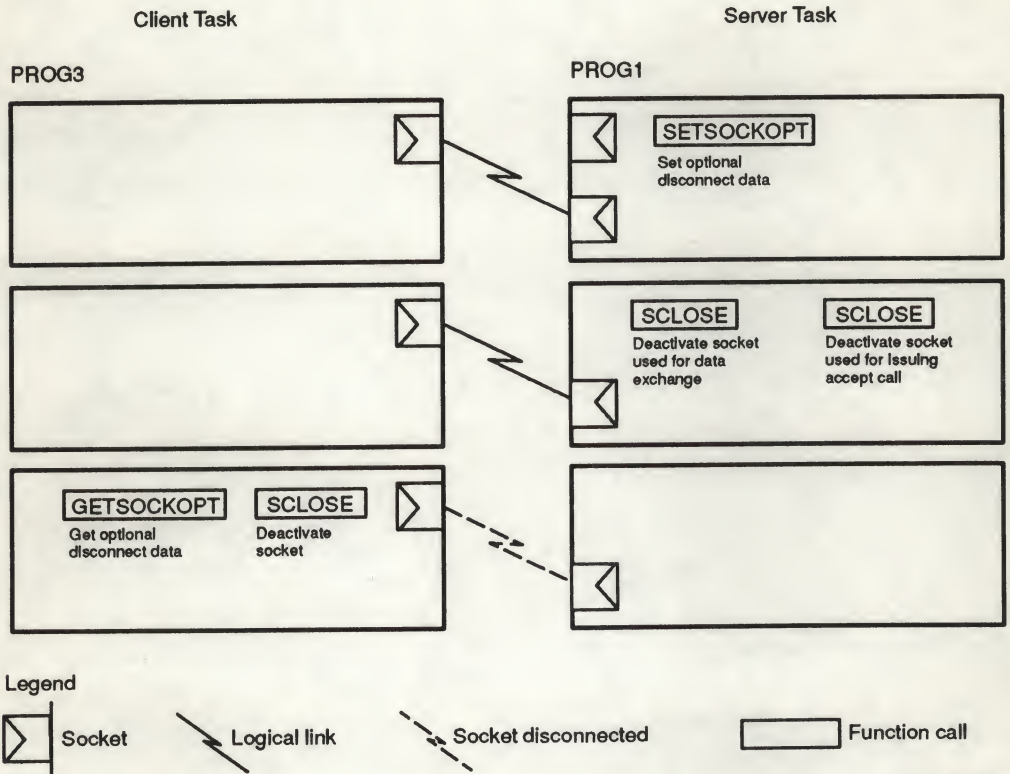 Client Task
Server Task
PROG3
PROG1
SETSOCKOPT
Set optional
disconnect data
SCLOSE
Deactivate socket
used for data
exchange
SCLOSE
Deactivate socket
used for issuing
accept call
GETSOCKOPT
Get optional
disconnect data
SCLOSE
Deactivate
socket
Legend
Socket
Logical link
Socket disconnected
Function call